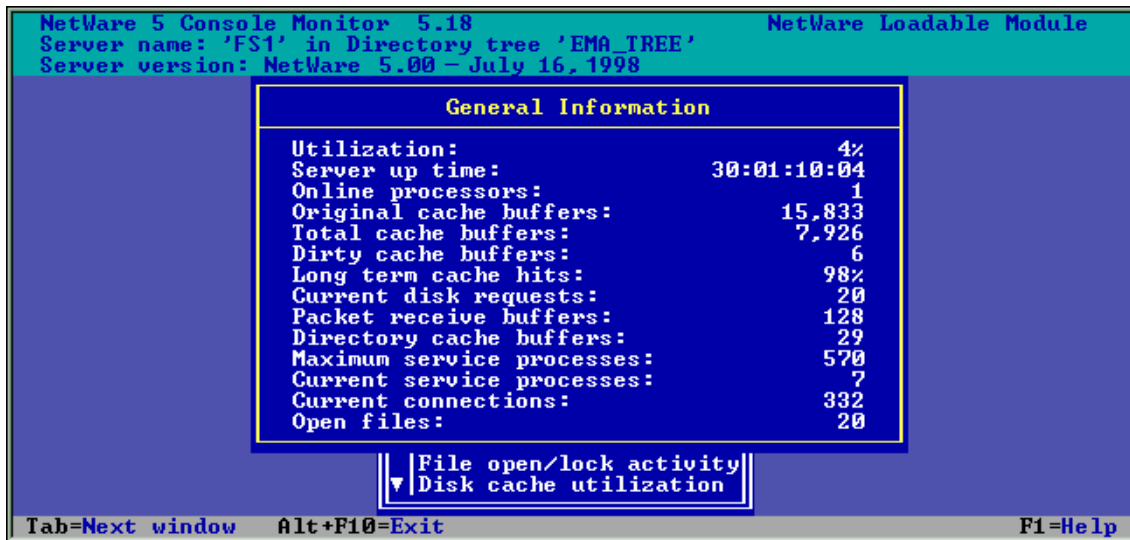 NetWare 5 Console Monitor 5.18 NetWare Loadable Module
Server name: 'FS1' in Directory tree 'EMA_TREE'
Server version: NetWare 5.00 – July 16, 1998
General Information
Utilization: 4%
Server up time: 30:01:10:04
Online processors: 1
Original cache buffers: 15,833
Total cache buffers: 7,926
Dirty cache buffers: 6
Long term cache hits: 98%
Current disk requests: 20
Packet receive buffers: 128
Directory cache buffers: 29
Maximum service processes: 570
Current service processes: 7
Current connections: 332
Open files: 20
File open/lock activity
▼ Disk cache utilization
Tab=Next window Alt+F10=Exit F1=Help